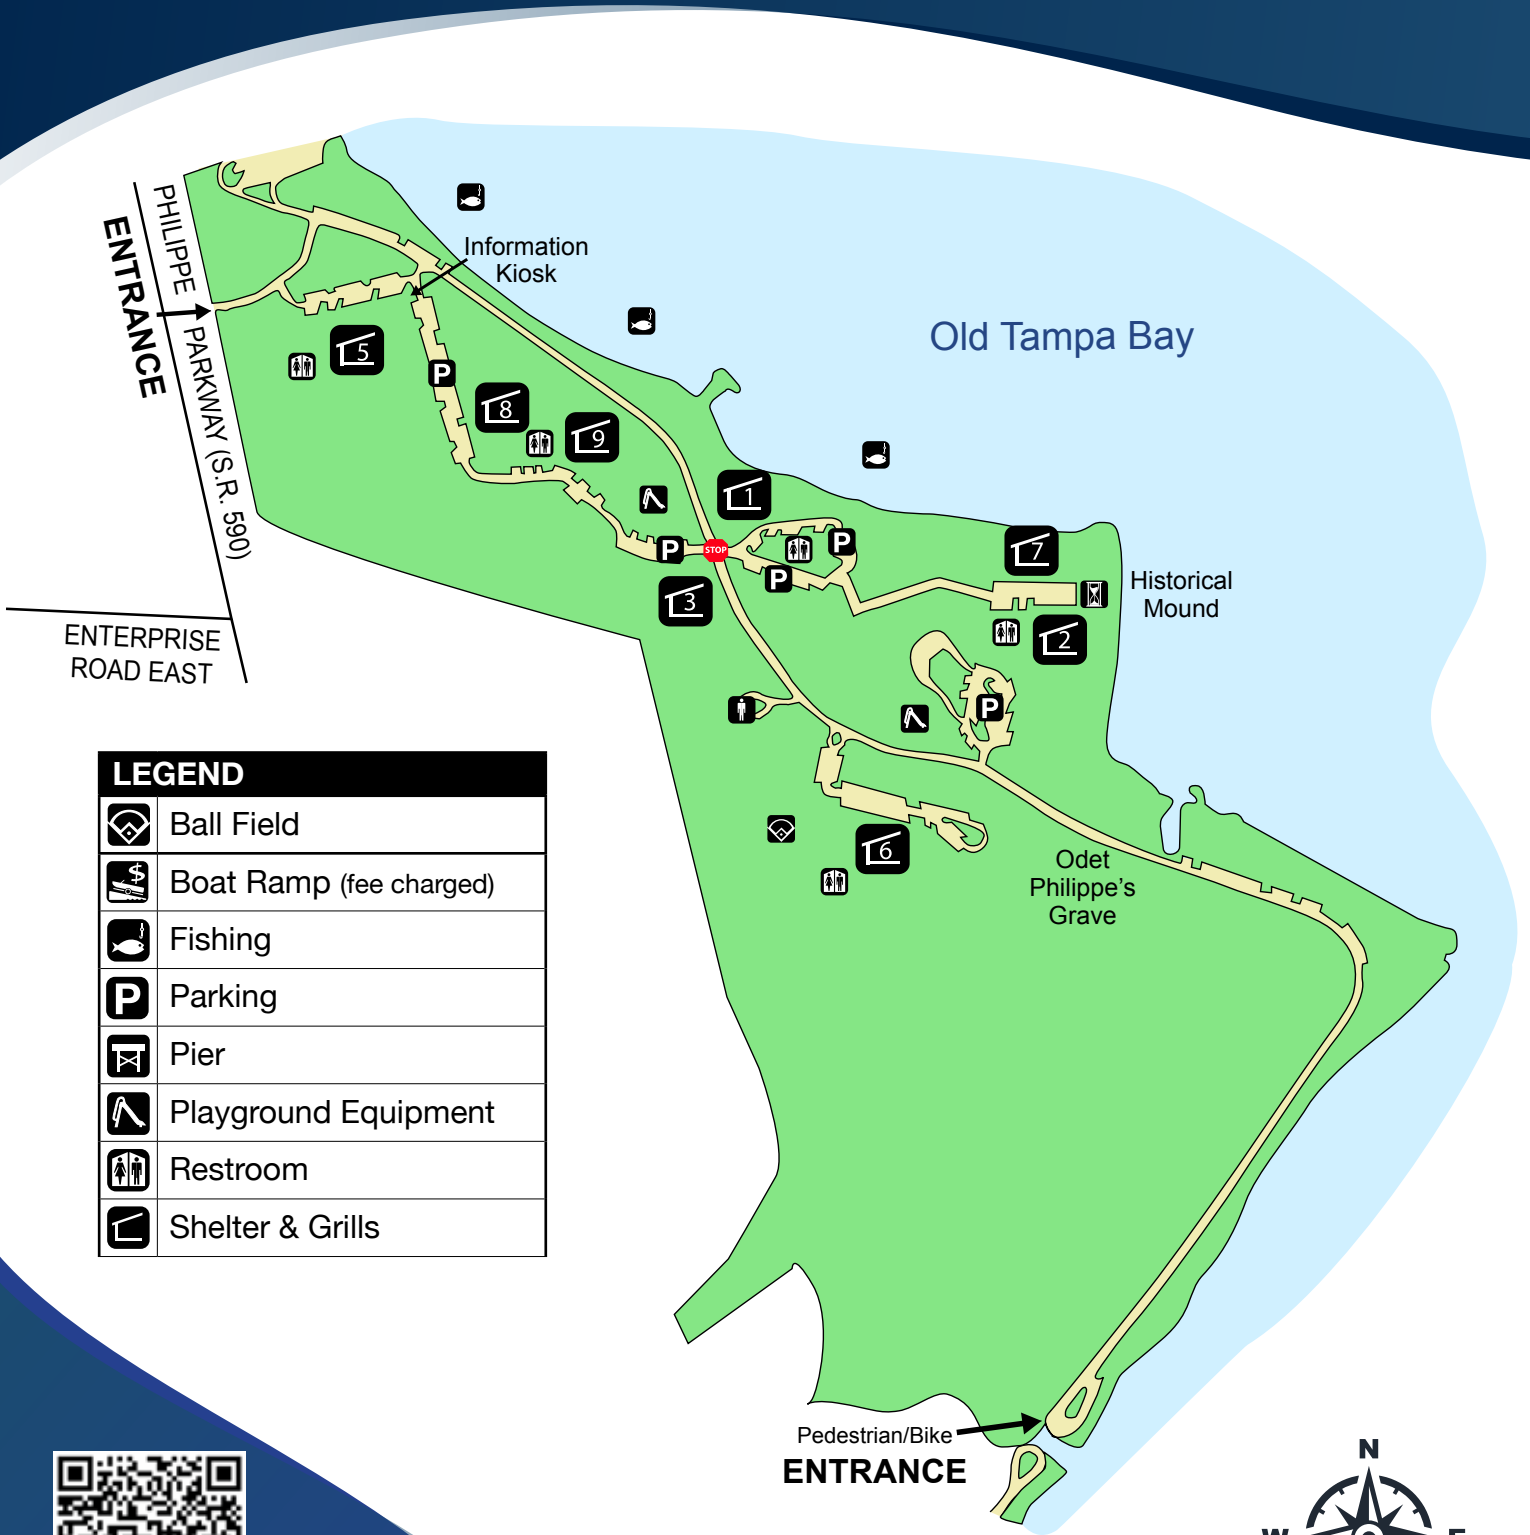 PHILIPPE
PARKWAY (S.R. 590)
ENTRANCE
ENTERPRISE
ROAD EAST
Information
Kiosk
Old Tampa Bay
5
P
8
9
1
STOP
P
P
P
3
7
2
Historical
Mound
P
6
Odet
Philippe’s
Grave
Pedestrian/Bike
ENTRANCE
LEGEND
Ball Field
$
Boat Ramp (fee charged)
Fishing
P
Parking
Pier
Playground Equipment
Restroom
Shelter & Grills
N
W
E